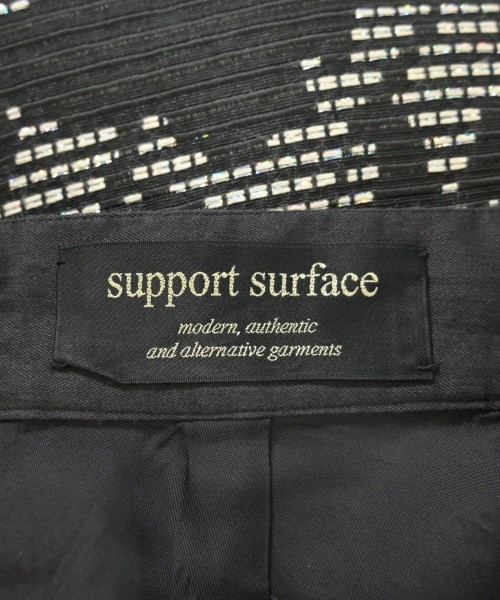 support surface
modern, authentic
and alternative garments